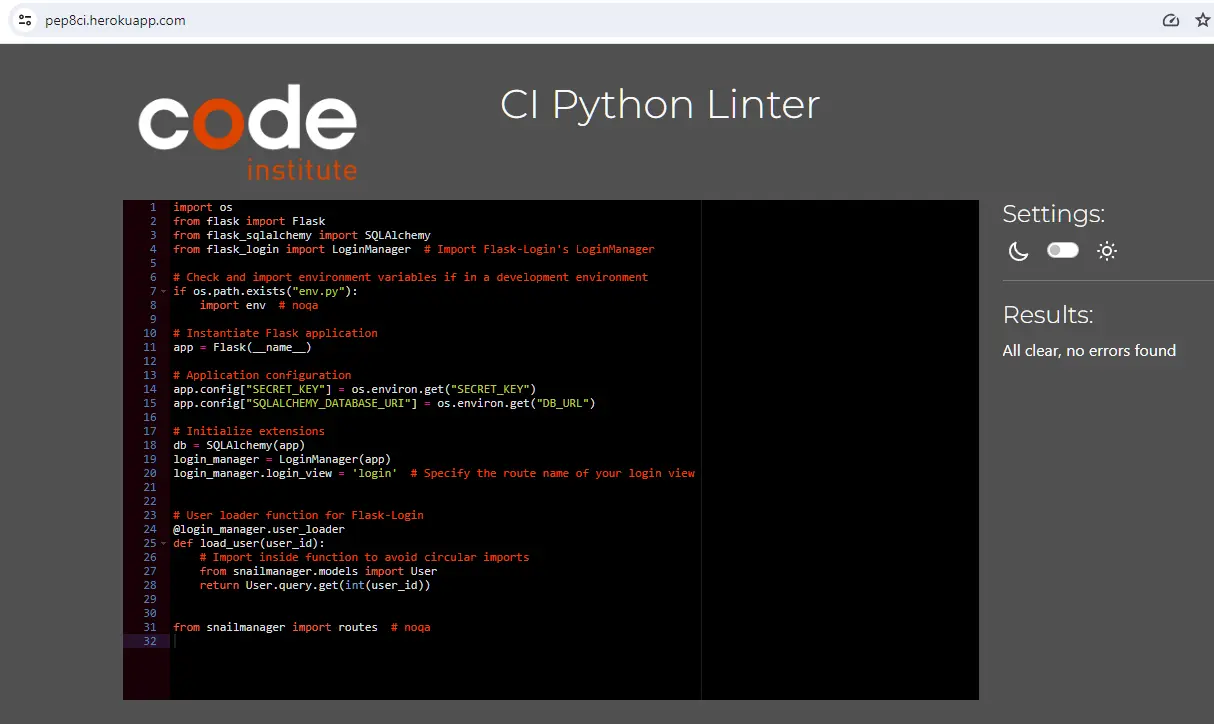 pep8ci.herokuapp.com
code
institute
CI Python Linter
1 import os
2 from flask import Flask
3 from flask_sqlalchemy import SQLAlchemy
4 from flask_login import LoginManager  # Import Flask-Login's LoginManager
5
6 # Check and import environment variables if in a development environment
7 if os.path.exists("env.py"):
8     import env  # noqa
9
10 # Instantiate Flask application
11 app = Flask(__name__)
12
13 # Application configuration
14 app.config["SECRET_KEY"] = os.environ.get("SECRET_KEY")
15 app.config["SQLALCHEMY_DATABASE_URI"] = os.environ.get("DB_URL")
16
17 # Initialize extensions
18 db = SQLAlchemy(app)
19 login_manager = LoginManager(app)
20 login_manager.login_view = 'login'  # Specify the route name of your login view
21
22
23 # User loader function for Flask-Login
24 @login_manager.user_loader
25 def load_user(user_id):
26     # Import inside function to avoid circular imports
27     from snailmanager.models import User
28     return User.query.get(int(user_id))
29
30
31 from snailmanager import routes  # noqa
32
Settings:
Results:
All clear, no errors found